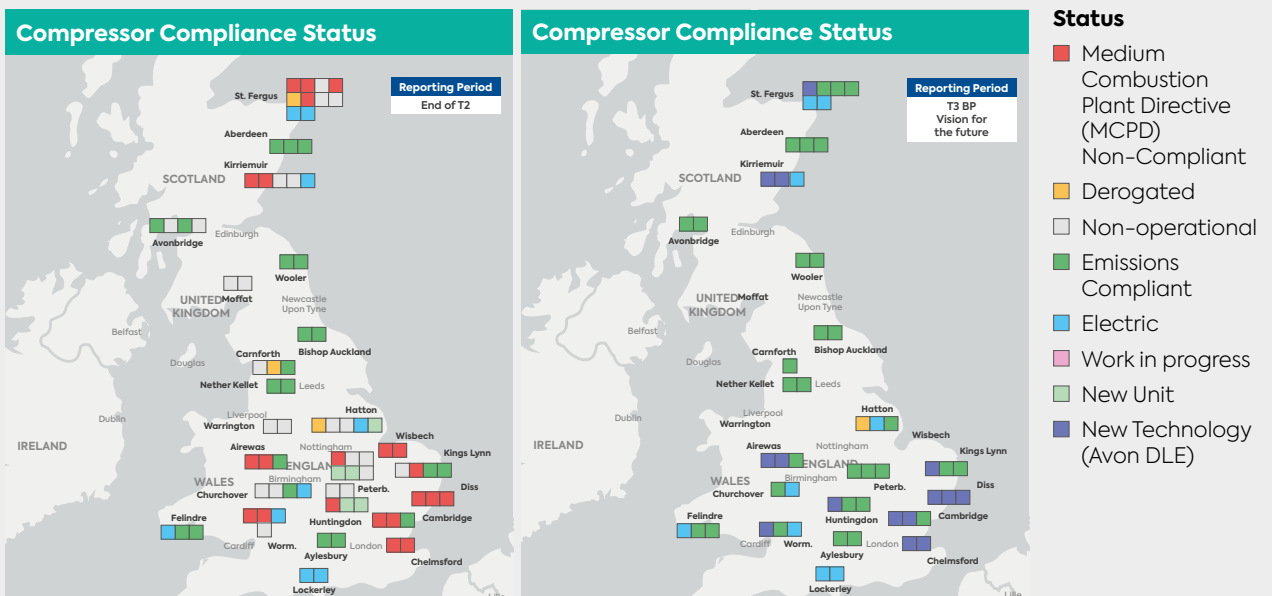 Compressor Compliance Status
Reporting Period
End of T2
St. Fergus
Aberdeen
Kirriemuir
SCOTLAND
Edinburgh
Avonbridge
Wooler
UNITED
KINGDOM
Moffat
Newcastle
Upon Tyne
Belfast
Bishop Auckland
Douglas
Carnforth
Nether Kellet
Leeds
Dublin
Liverpool
Warrington
Hatton
IRELAND
Wisbech
Airewas
Nottingham
Kings Lynn
ENGLAND
WALES
Birmingham
Churchover
Peterb.
Diss
Felindre
Huntingdon
Cambridge
Cardiff
Worm.
London
Aylesbury
Chelmsford
Lockerley
Compressor Compliance Status
Reporting Period
T3 BP
Vision for
the future
St. Fergus
Aberdeen
Kirriemuir
SCOTLAND
Edinburgh
Avonbridge
Wooler
UNITED
KINGDOM
Moffat
Newcastle
Upon Tyne
Belfast
Bishop Auckland
Douglas
Carnforth
Nether Kellet
Leeds
Dublin
Liverpool
Warrington
Hatton
IRELAND
Wisbech
Airewas
Nottingham
Kings Lynn
ENGLAND
WALES
Birmingham
Churchover
Peterb.
Diss
Felindre
Huntingdon
Cambridge
Cardiff
Worm.
London
Aylesbury
Chelmsford
Lockerley
Status
Medium
Combustion
Plant Directive
(MCPD)
Non-Compliant
Derogated
Non-operational
Emissions
Compliant
Electric
Work in progress
New Unit
New Technology
(Avon DLE)